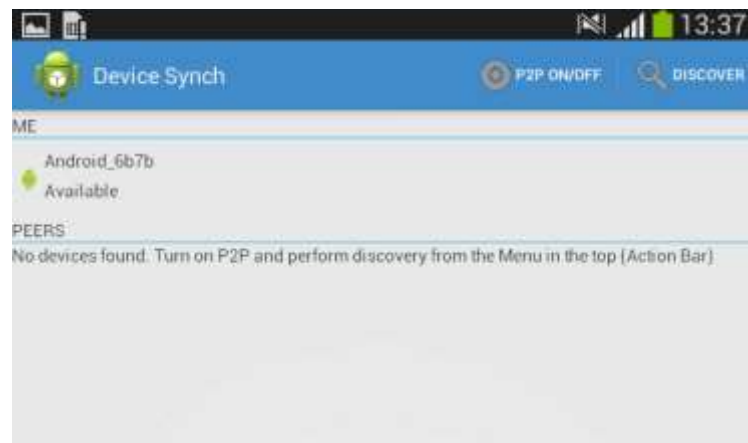 13:37
Device Synch
P2P ON/OFF
DISCOVER
ME
Android_6b7b
Available
PEERS
No devices found. Turn on P2P and perform discovery from the Menu in the top (Action Bar)